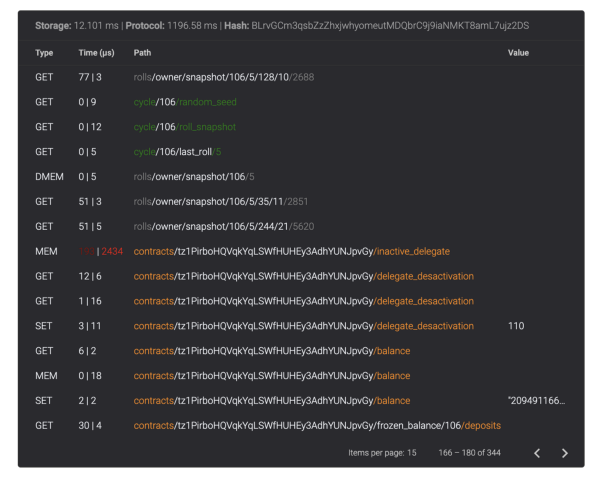 Storage: 12.101 ms | Protocol: 1196.58 ms | Hash: BLrvGCm3qsbZzZhxjwhyomeutMDQbrC9j9iaNMKT8amL7ujz2DS
Type Time (μs) Path Value
GET 77 | 3 rolls/owner/snapshot/106/5/128/10/2688
GET 0 | 9 cycle/106/random_seed
GET 0 | 12 cycle/106/roll_snapshot
GET 0 | 5 cycle/106/last_roll/5
DMEM 0 | 5 rolls/owner/snapshot/106/5
GET 51 | 3 rolls/owner/snapshot/106/5/35/11/2851
GET 51 | 5 rolls/owner/snapshot/106/5/244/21/5620
MEM | 2434 contracts/tz1PirboHQVqkYqLSWfHUHEy3AdhYUNJpvGy/inactive_delegate
GET 12 | 6 contracts/tz1PirboHQVqkYqLSWfHUHEy3AdhYUNJpvGy/delegate_desactivation
GET 1 | 16 contracts/tz1PirboHQVqkYqLSWfHUHEy3AdhYUNJpvGy/delegate_desactivation
SET 3 | 11 contracts/tz1PirboHQVqkYqLSWfHUHEy3AdhYUNJpvGy/delegate_desactivation 110
GET 6 | 2 contracts/tz1PirboHQVqkYqLSWfHUHEy3AdhYUNJpvGy/balance
MEM 0 | 18 contracts/tz1PirboHQVqkYqLSWfHUHEy3AdhYUNJpvGy/balance
SET 2 | 2 contracts/tz1PirboHQVqkYqLSWfHUHEy3AdhYUNJpvGy/balance "209491166...
GET 30 | 4 contracts/tz1PirboHQVqkYqLSWfHUHEy3AdhYUNJpvGy/frozen_balance/106/deposits
Items per page: 15 166 – 180 of 344